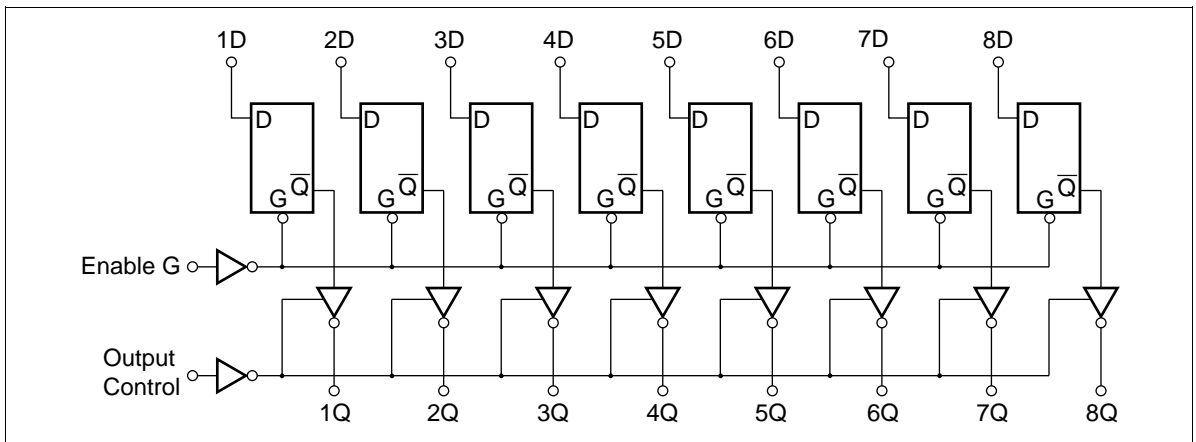 1D 2D 3D 4D 5D 6D 7D 8D
D D D D D D D D
Q̅ Q̅ Q̅ Q̅ Q̅ Q̅ Q̅ Q̅
G G G G G G G G
Enable G
Output
Control
1Q 2Q 3Q 4Q 5Q 6Q 7Q 8Q